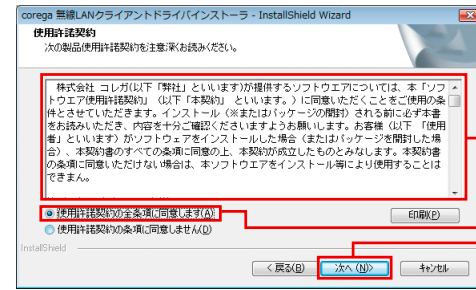 corega 無線LANクライアントドライバインストーラ - InstallShield Wizard
使用許諾契約
次の製品使用許諾契約を注意深くお読みください。
株式会社 コレガ(以下「弊社」といいます)が提供するソフトウエアについては、本「ソフ
トウエア使用許諾契約」（以下「本契約」 といいます。）に同意いただくことをご使用の条
件とさせていただきます。インストール（※またはパッケージの開封）される前に必ず本書
をお読みいただき、内容を十分ご確認くださいますようお願いします。お客様（以下 「使用
者」といいます）がソフウェアをインストールした場合（またはパッケージを開封した場
合）、本契約書のすべての条項に同意の上、本契約が成立したものとみなします。本契約書
の条項に同意いただけない場合は、本ソフトウエアをインストール等により使用することは
できません。
使用許諾契約の全条項に同意します(A)
印刷(P)
使用許諾契約の条項に同意しません(D)
InstallShield
< 戻る(B)
次へ (N)>
キャンセル